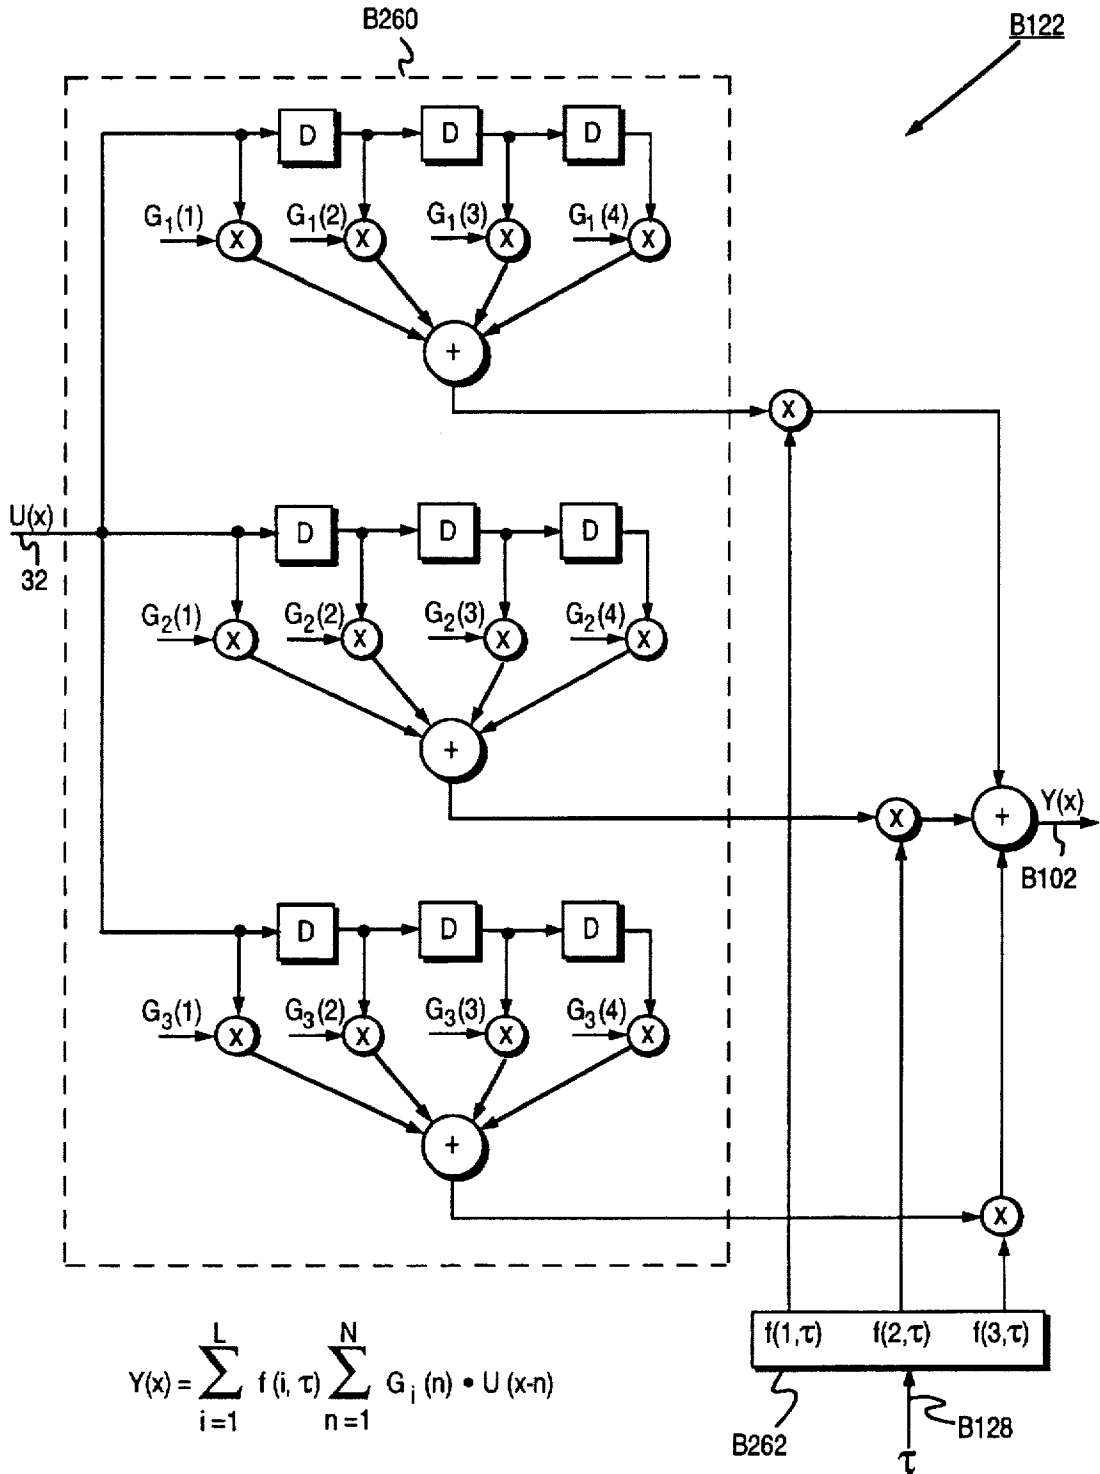 B260
B122
D D D
G₁(1) G₁(2) G₁(3) G₁(4)
X X X X
+
X
U(x)
32
D D D
G₂(1) G₂(2) G₂(3) G₂(4)
X X X X
+
X + Y(x)
B102
D D D
G₃(1) G₃(2) G₃(3) G₃(4)
X X X X
+
X
f(1,τ) f(2,τ) f(3,τ)
B262
B128
τ
Y(x) = ∑_{i=1}^{L} f(i, τ) ∑_{n=1}^{N} G_i(n) • U(x-n)